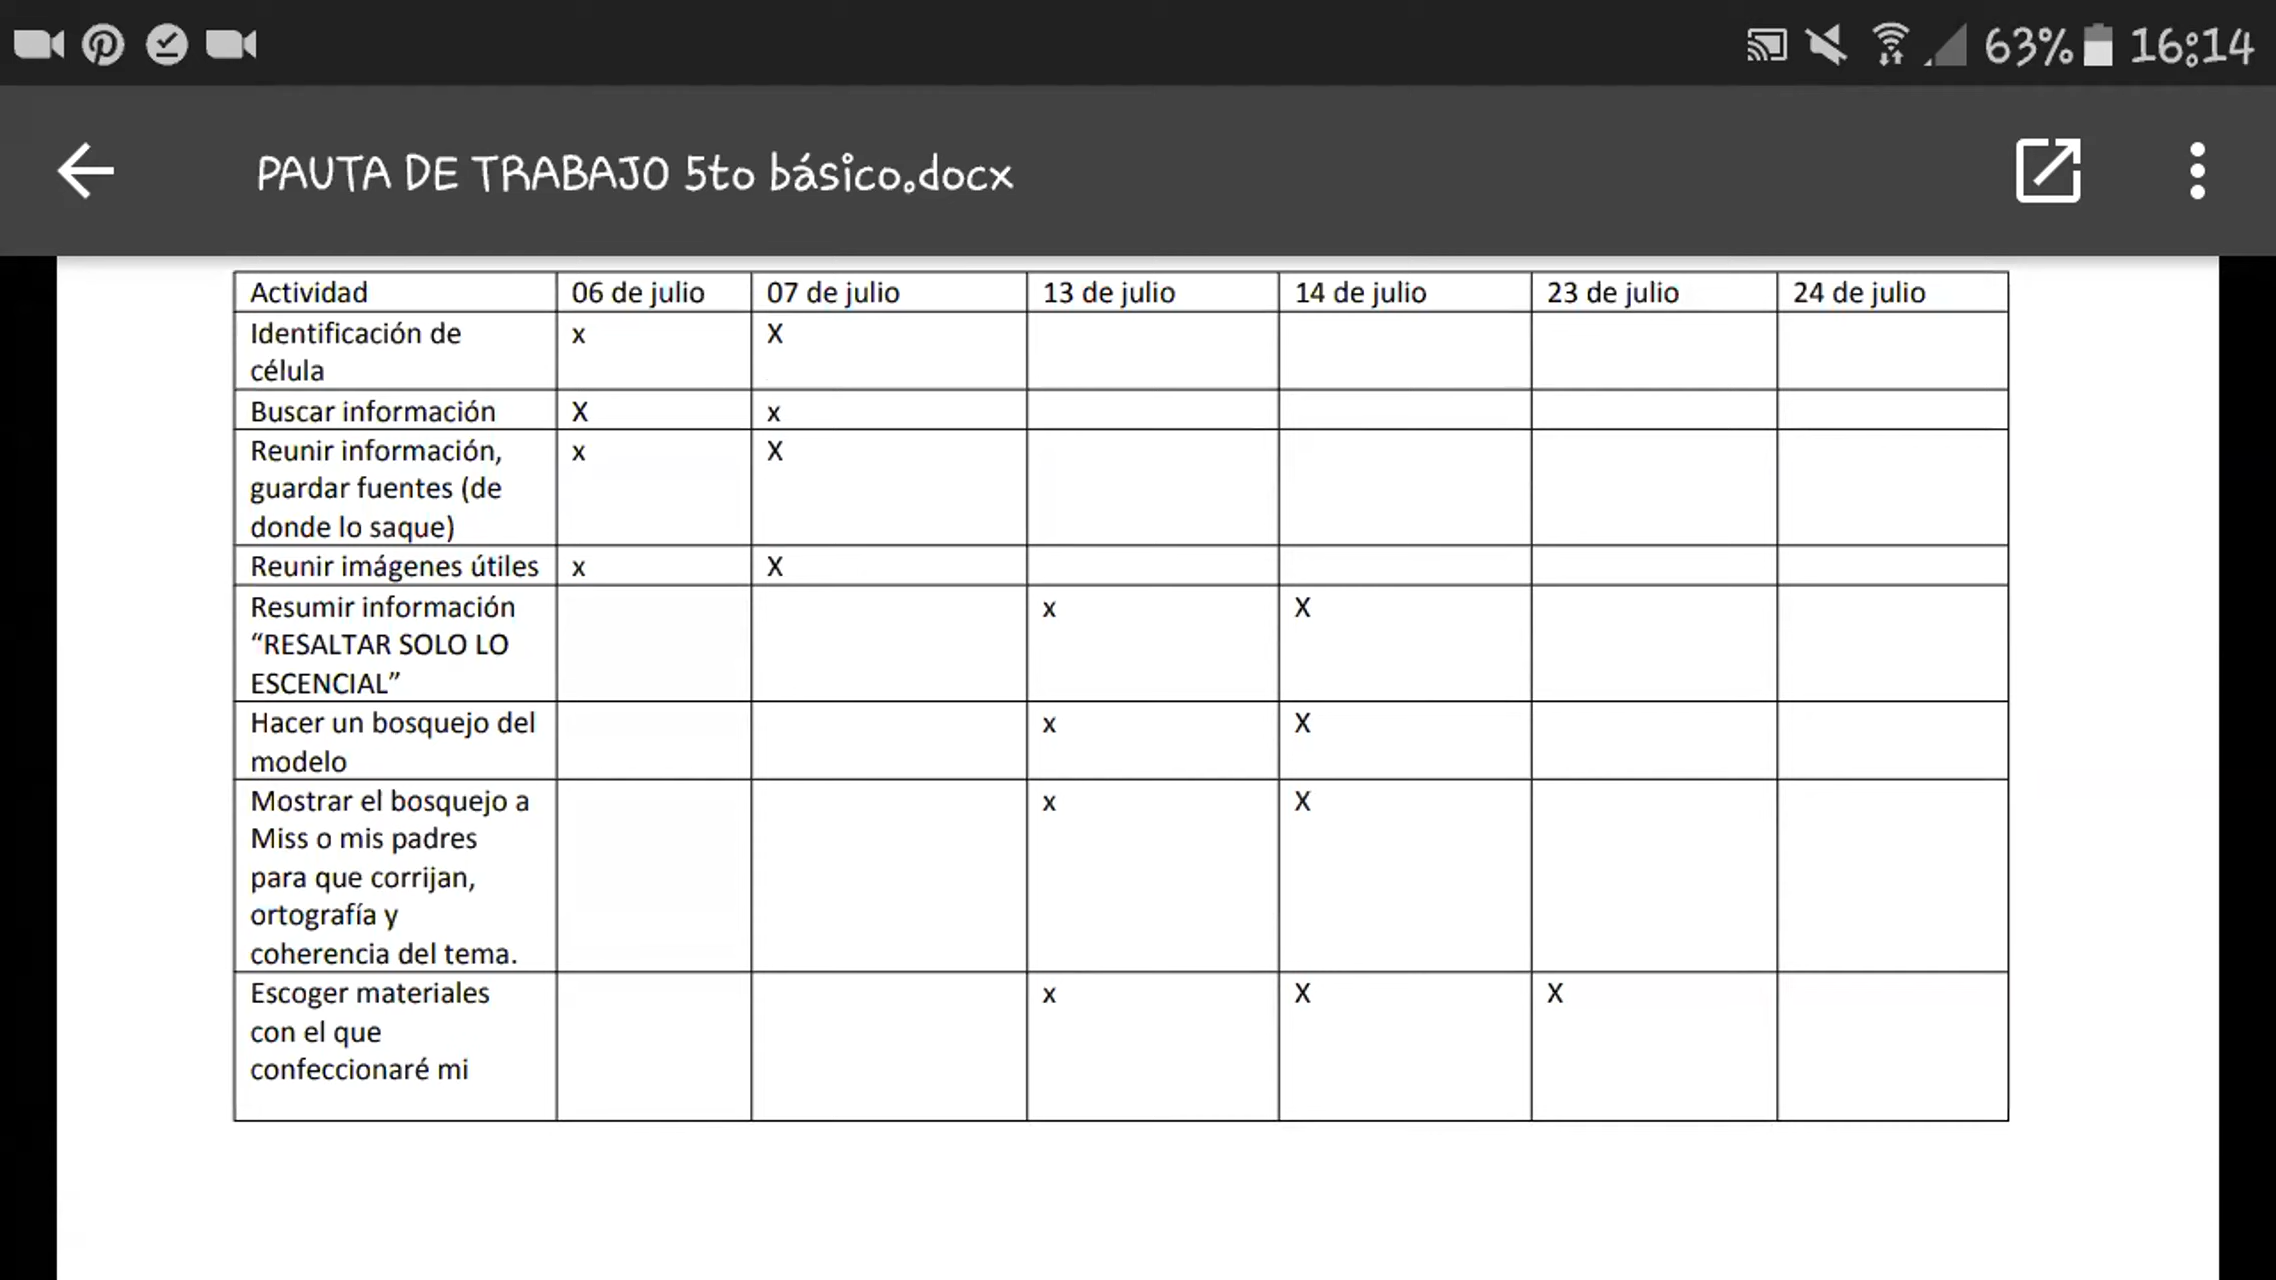 63% 16:14
PAUTA DE TRABAJO 5to básico.docx
Actividad 06 de julio 07 de julio 13 de julio 14 de julio 23 de julio 24 de julio
Identificación de x X
célula
Buscar información X x
Reunir información, x X
guardar fuentes (de
donde lo saque)
Reunir imágenes útiles x X
Resumir información x X
“RESALTAR SOLO LO
ESCENCIAL”
Hacer un bosquejo del x X
modelo
Mostrar el bosquejo a x X
Miss o mis padres
para que corrijan,
ortografía y
coherencia del tema.
Escoger materiales x X X
con el que
confeccionaré mi